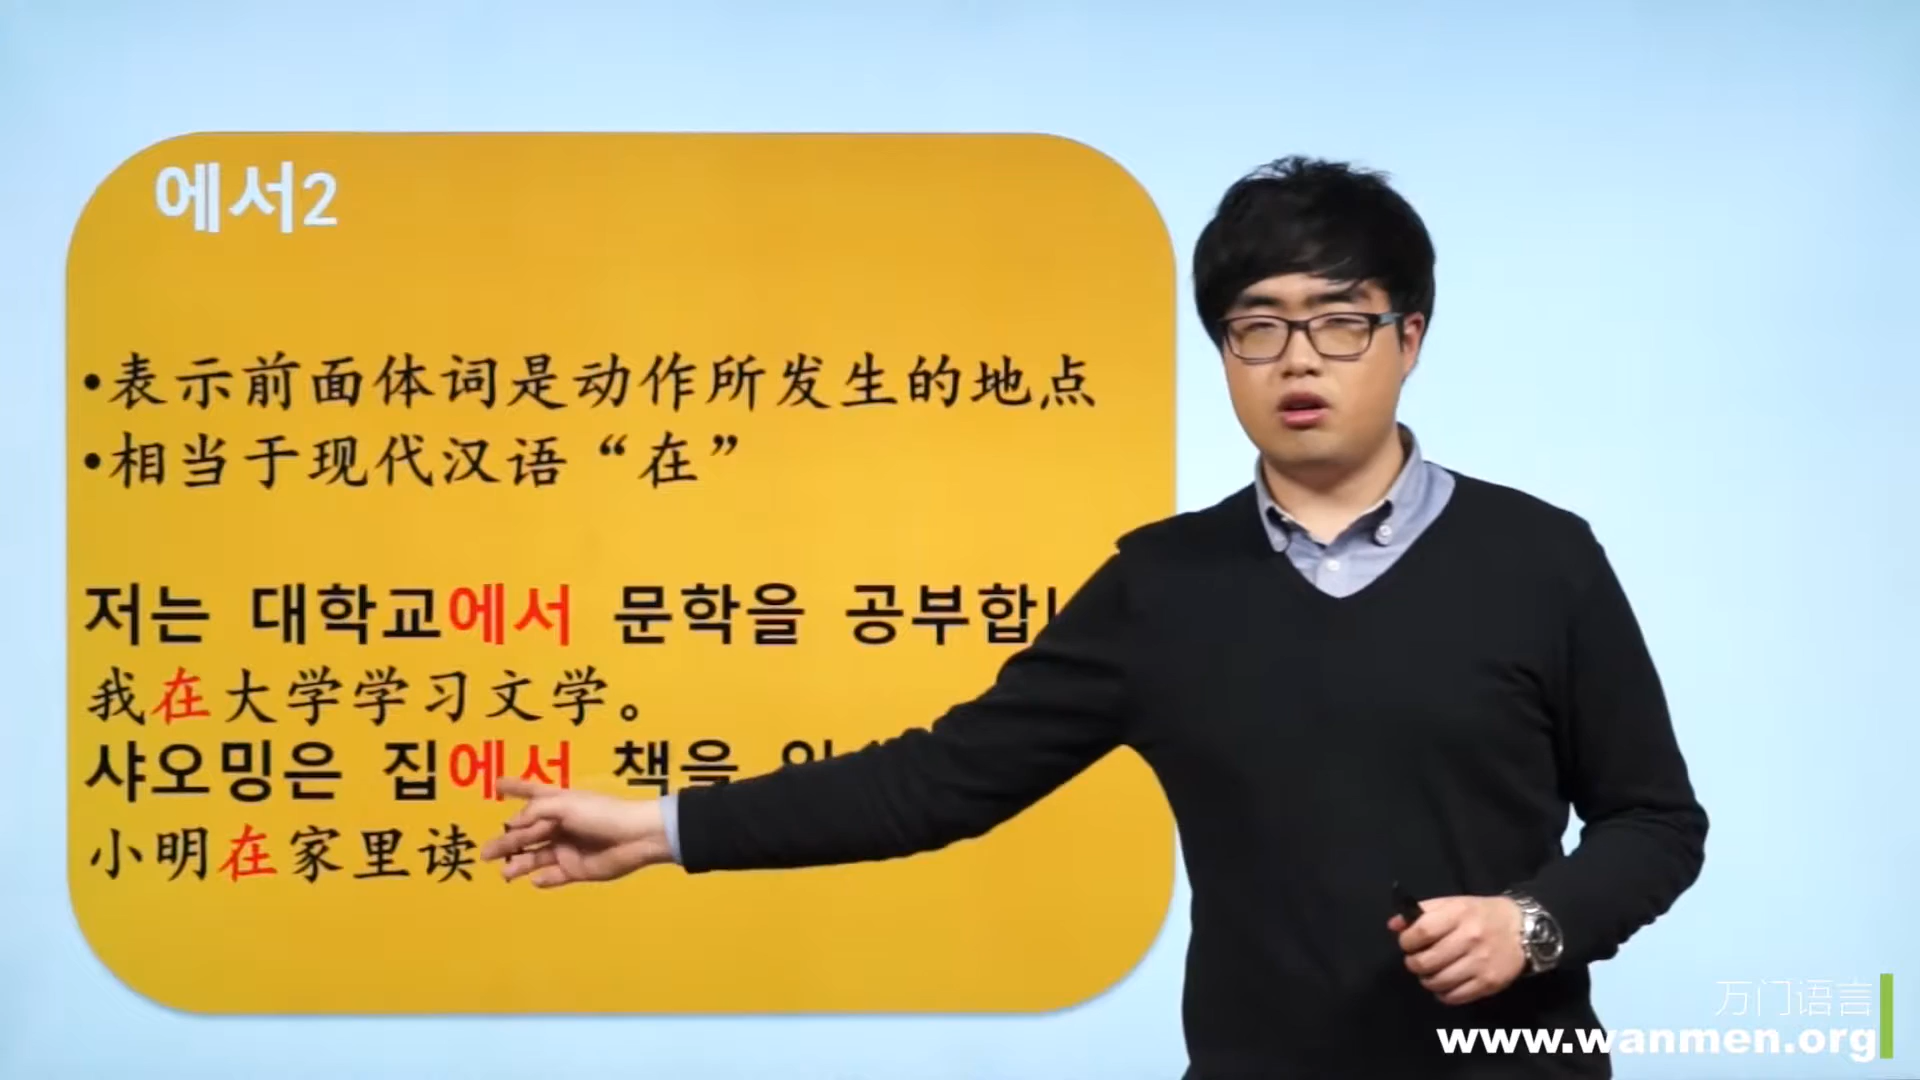 에서2
•表示前面体词是动作所发生的地点
•相当于现代汉语“在”
저는 대학교에서 문학을
我在大学学习文学。
샤오밍은 집에서 책을
小明在家里读
万门语言
www.wanmen.org